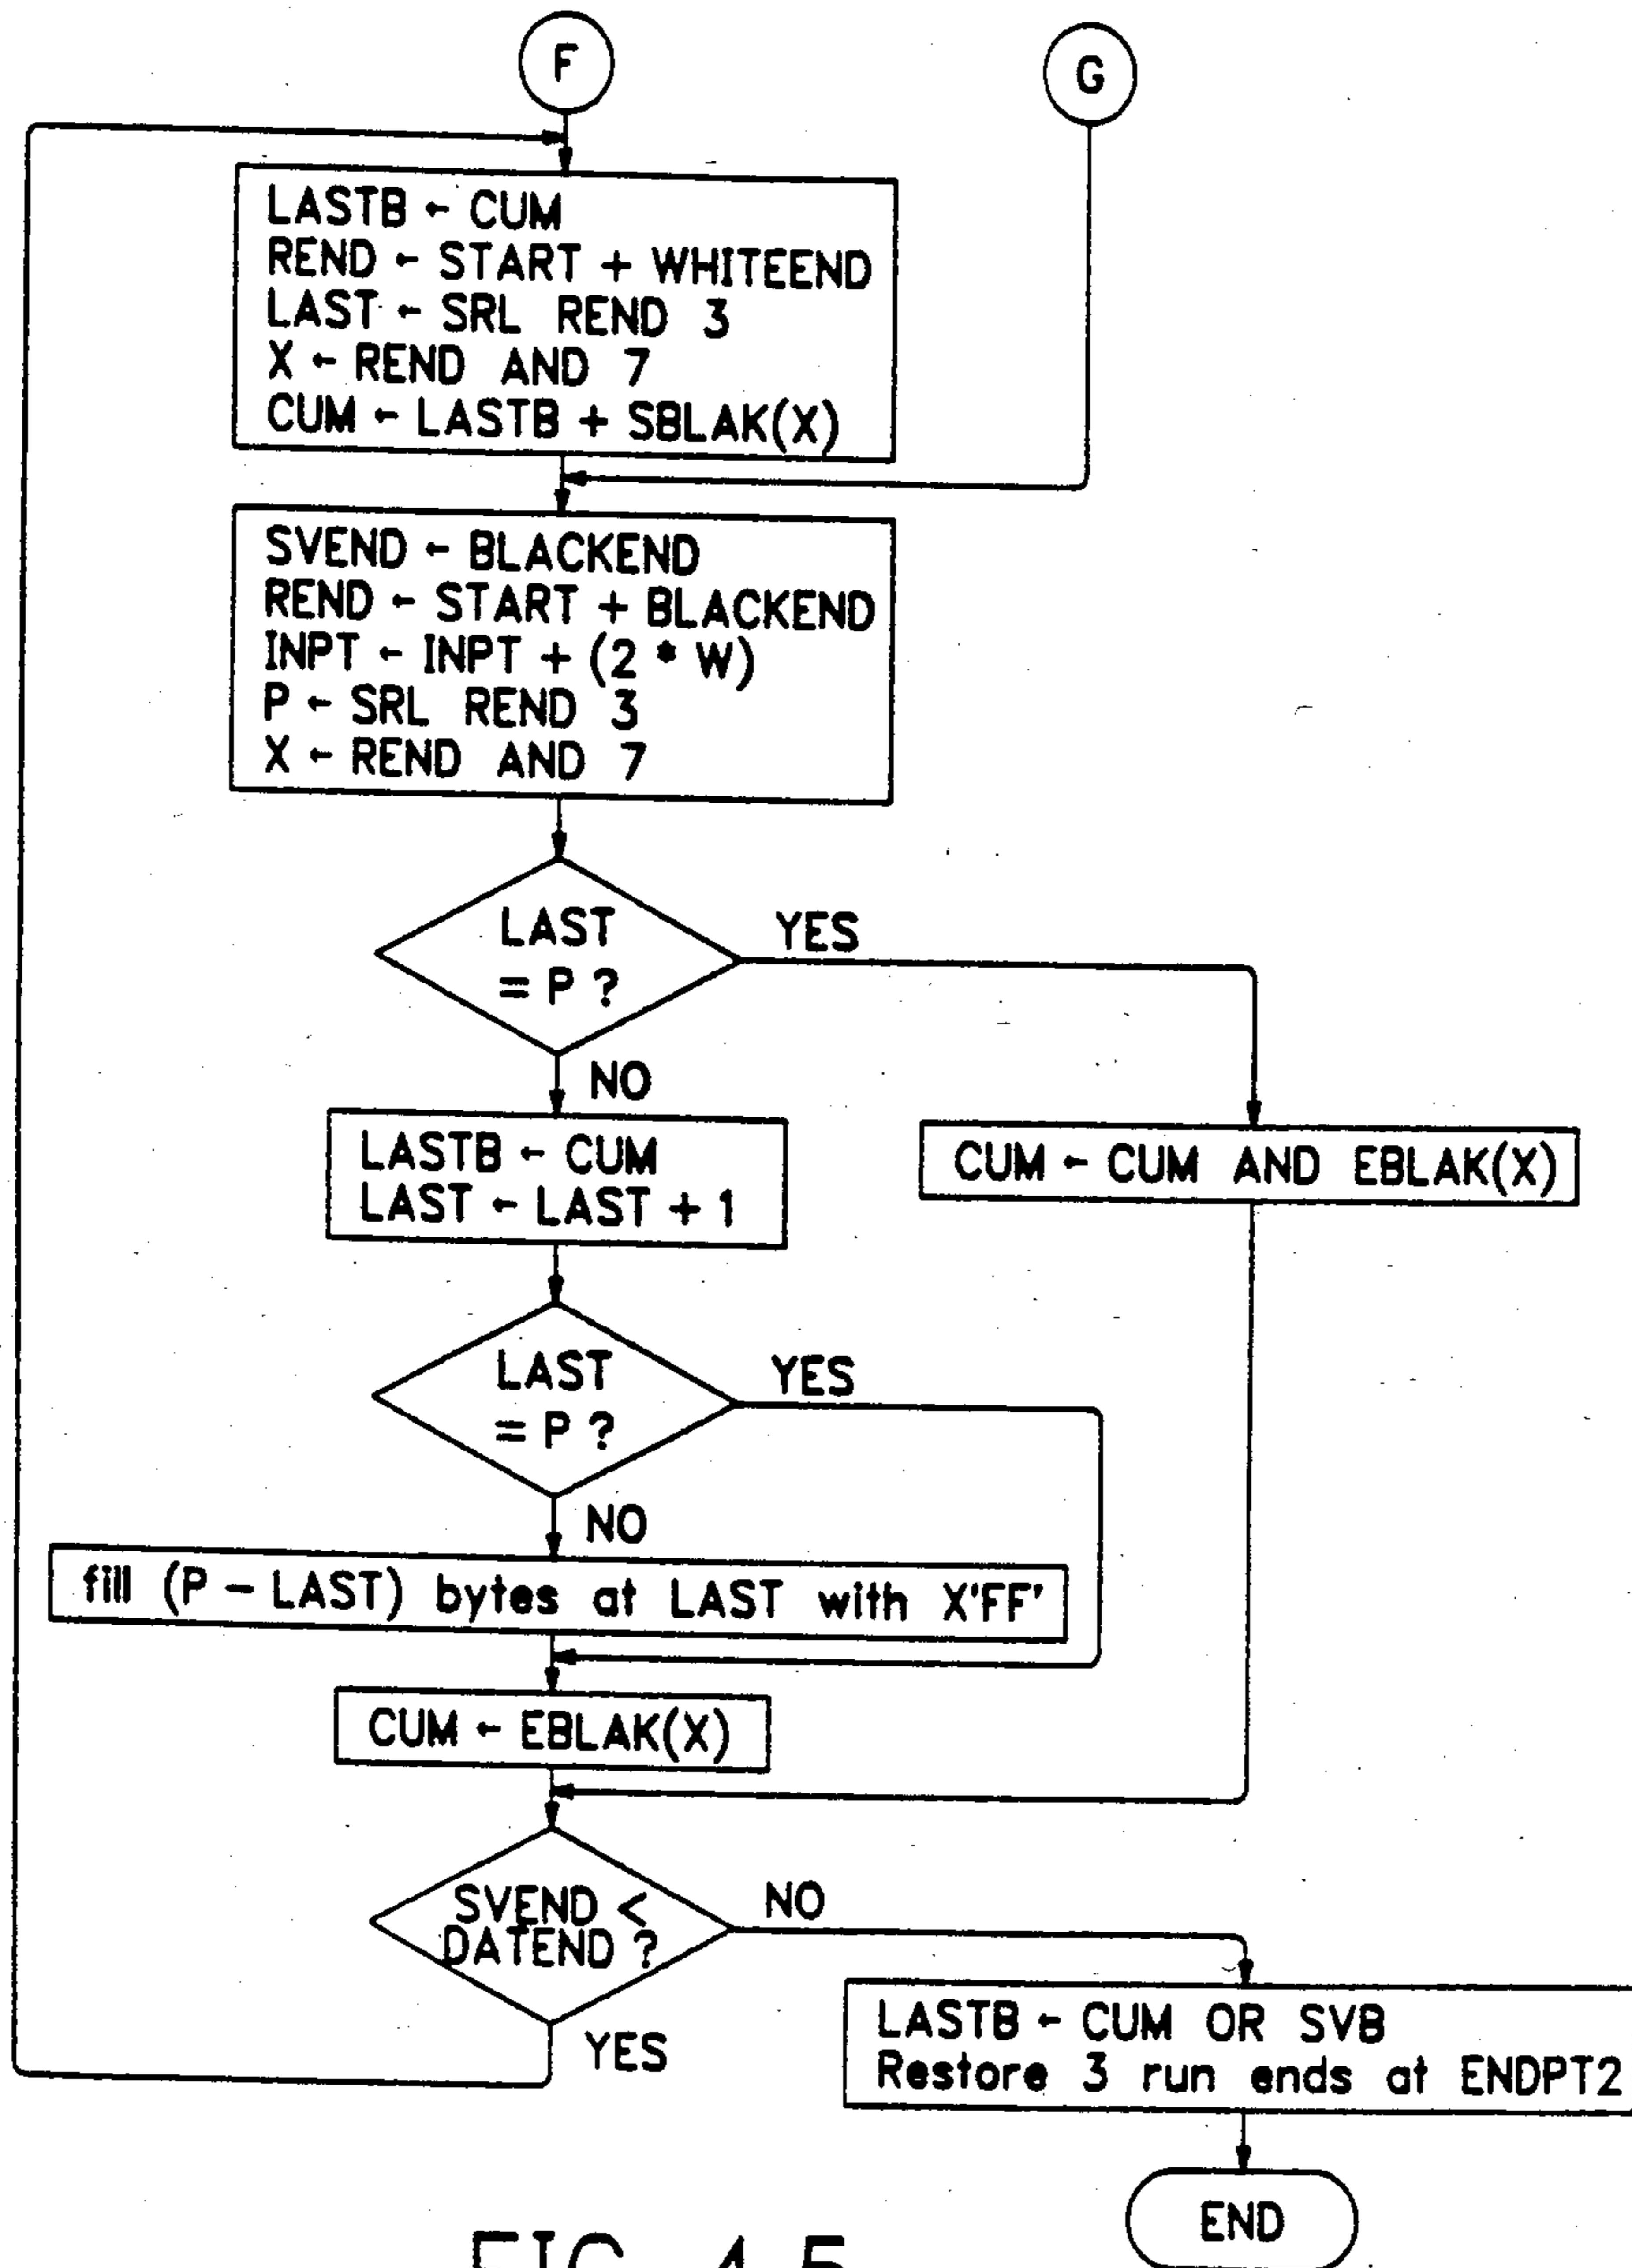 F
G
LASTB ← CUM
REND ← START + WHITEEND
LAST ← SRL REND 3
X ← REND AND 7
CUM ← LASTB + SBLAK(X)
SVEND ← BLACKEND
REND ← START + BLACKEND
INPT ← INPT + (2 * W)
P ← SRL REND 3
X ← REND AND 7
LAST
= P ?
YES
NO
LASTB ← CUM
LAST ← LAST + 1
CUM ← CUM AND EBLAK(X)
LAST
= P ?
YES
NO
fill (P – LAST) bytes at LAST with X'FF'
CUM ← EBLAK(X)
SVEND <
DATEND ?
NO
YES
LASTB ← CUM OR SVB
Restore 3 run ends at ENDPT2
END